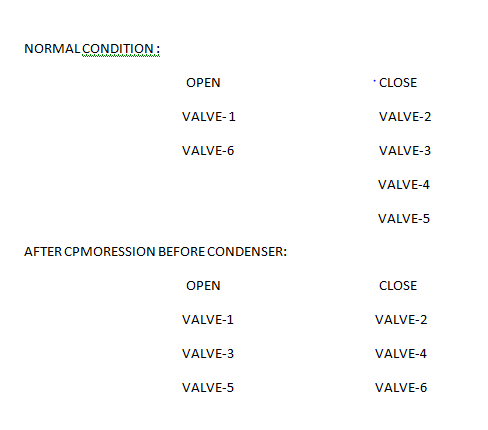 NORMAL CONDITION :
OPEN CLOSE
VALVE-1 VALVE-2
VALVE-6 VALVE-3
VALVE-4
VALVE-5
AFTER CPMORESSION BEFORE CONDENSER:
OPEN CLOSE
VALVE-1 VALVE-2
VALVE-3 VALVE-4
VALVE-5 VALVE-6